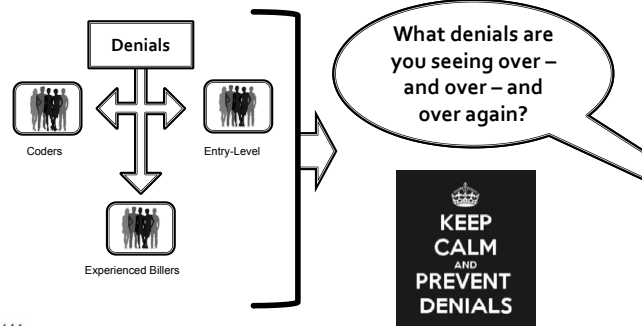 Denials
Coders
Entry-Level
Experienced Billers
What denials are
you seeing over –
and over – and
over again?
KEEP
CALM
AND
PREVENT
DENIALS